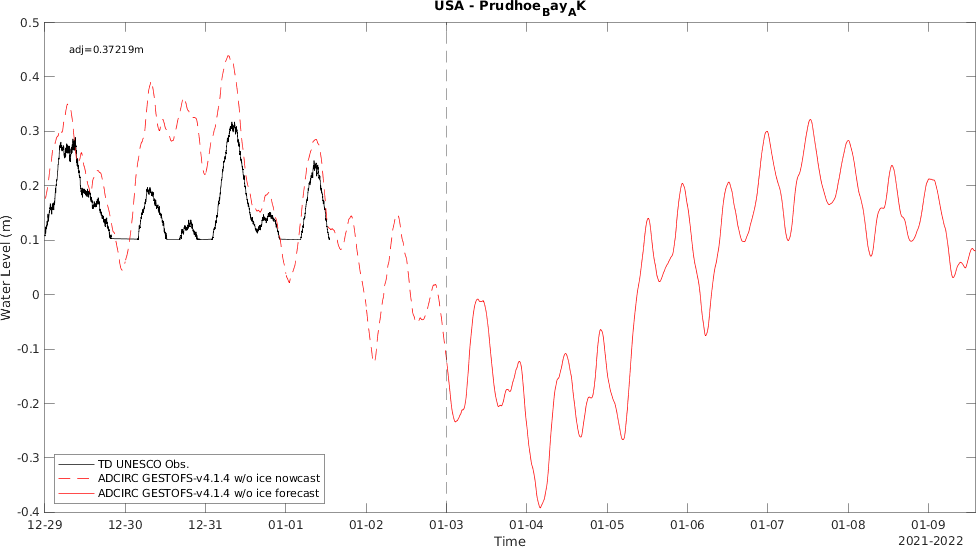 USA - Prudhoe_Bay_AK
adj=0.37219m
0.5
0.4
0.3
0.2
0.1
0
-0.1
-0.2
-0.3
-0.4
Water Level (m)
TD UNESCO Obs.
ADCIRC GESTOFS-v4.1.4 w/o ice nowcast
ADCIRC GESTOFS-v4.1.4 w/o ice forecast
12-29 12-30 12-31 01-01 01-02 01-03 01-04 01-05 01-06 01-07 01-08 01-09
Time
2021-2022